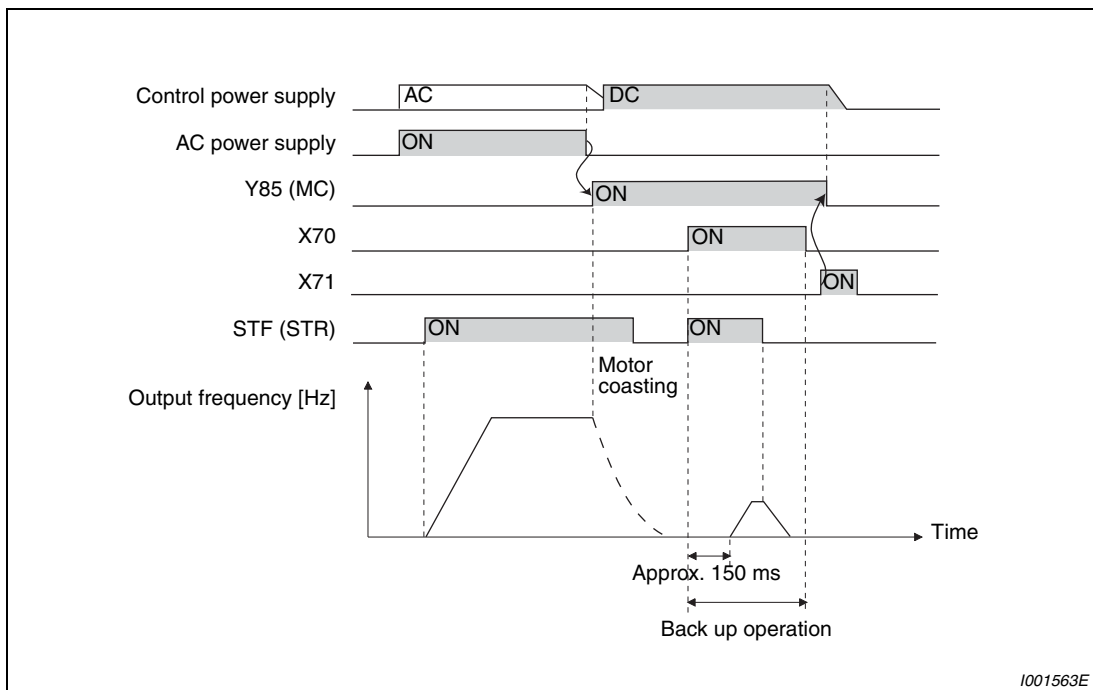 Control power supply
AC
DC
AC power supply
ON
Y85 (MC)
ON
X70
ON
X71
ON
STF (STR)
ON
ON
Motor
coasting
Output frequency [Hz]
Time
Approx. 150 ms
Back up operation
I001563E